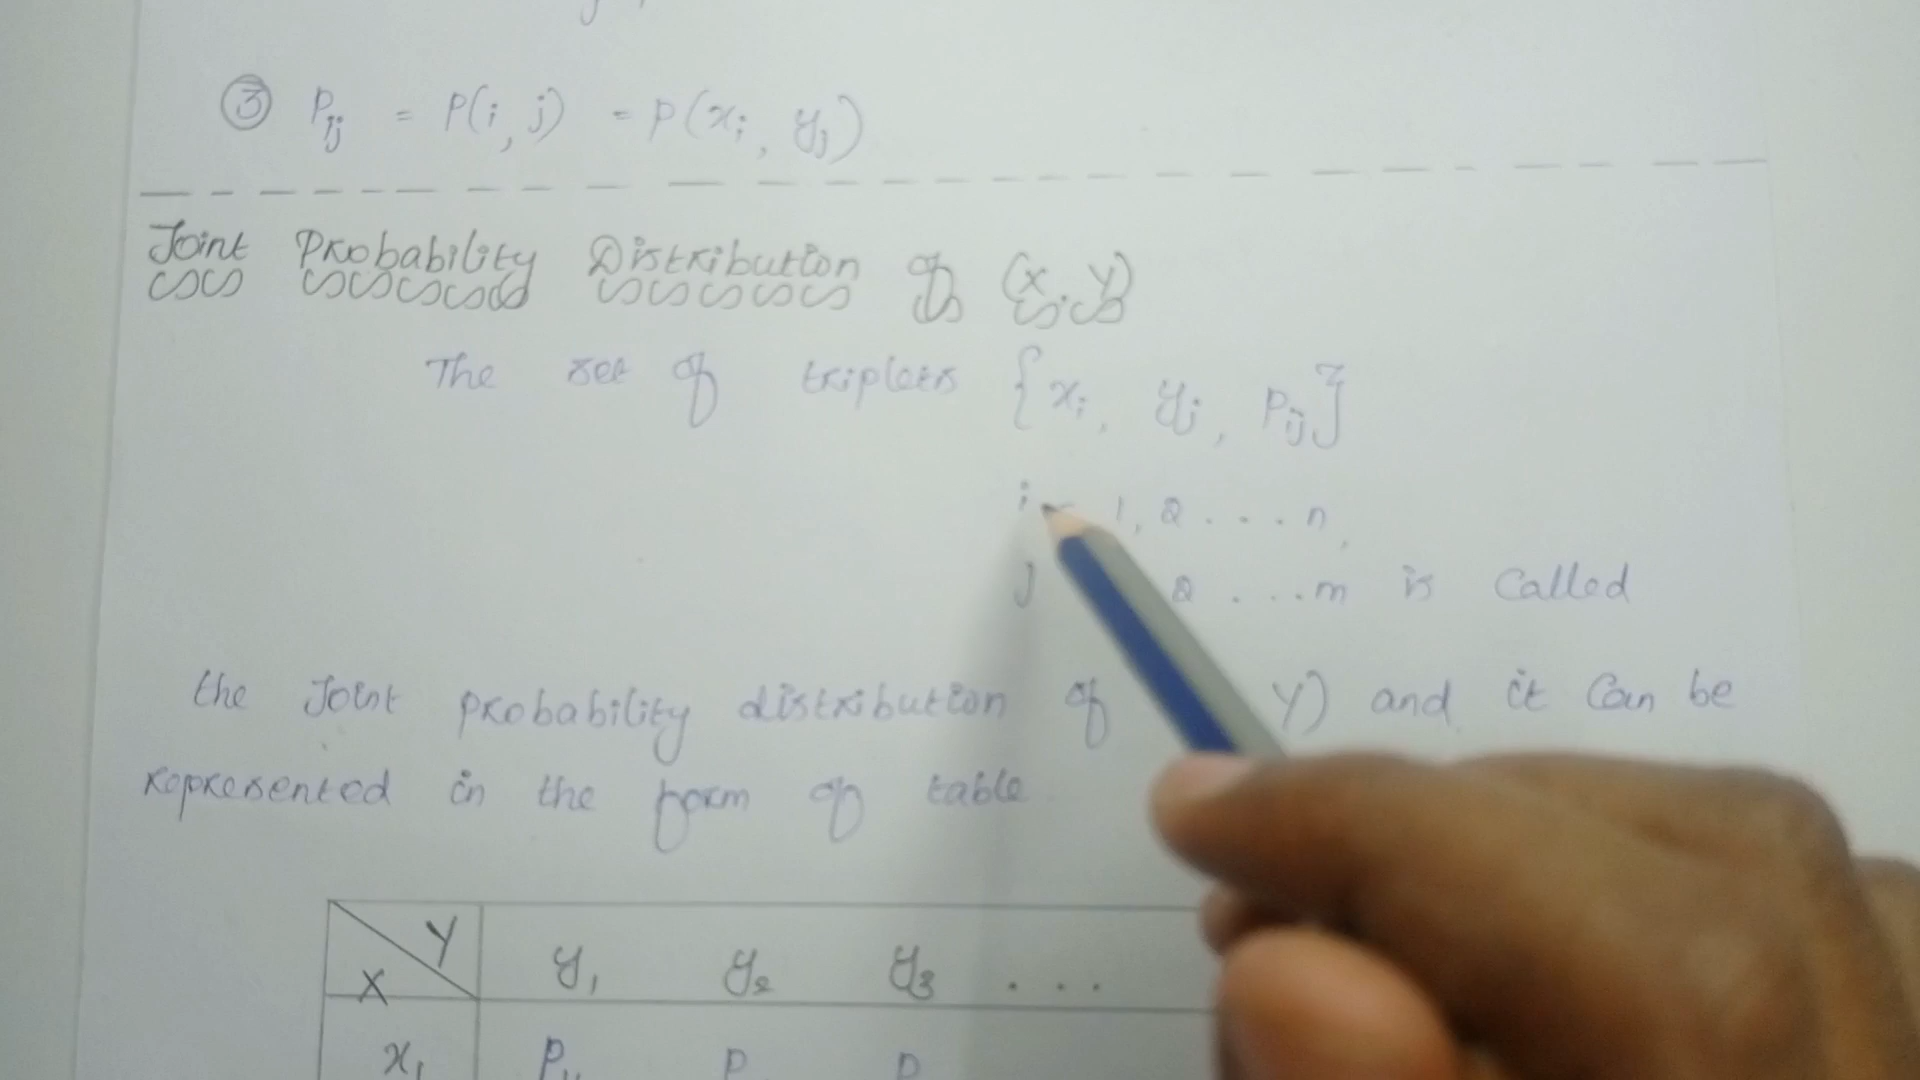 ③ Pij = P(i, j) = P(xi, yj)
Joint Probability Distribution of (X, Y)
The set of triplets {xi, yj, Pij}
i 1, 2 . . . n,
j 2 . . . m is called
the Joint probability distribution of Y) and it can be
represented in the form of table
Y
X y1 y2 y3 . . .
x1 P11 P P